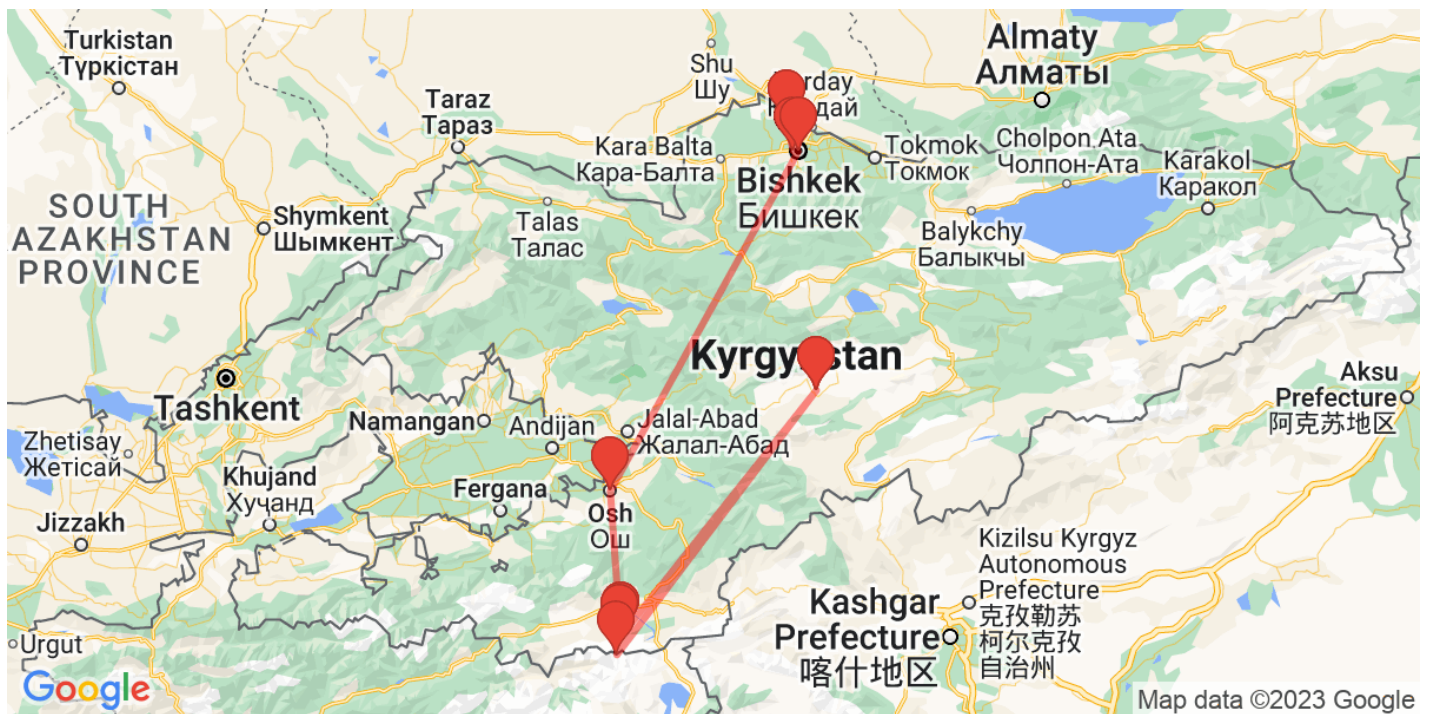 Turkistan
Түркістан
Shu
Шу
Almaty
Алматы
Taraz
Тараз
Kara Balta
Кара-Балта
Tokmok
Токмок
Cholpon Ata
Чолпон-Ата
Karakol
Каракол
Bishkek
Бишкек
SOUTH
AZAKHSTAN
PROVINCE
Shymkent
Шымкент
Talas
Талас
Balykchy
Балыкчы
Tashkent
Namangan
Andijan
Jalal-Abad
Жалал-Абад
Aksu
Prefecture
阿克苏地区
Zhetisay
Жетісай
Khujand
Хуҷанд
Fergana
Osh
Ош
Jizzakh
Kizilsu Kyrgyz
Autonomous
Prefecture
克孜勒苏
柯尔克孜
自治州
Kashgar
Prefecture
喀什地区
Urgut
Google
Map data ©2023 Google